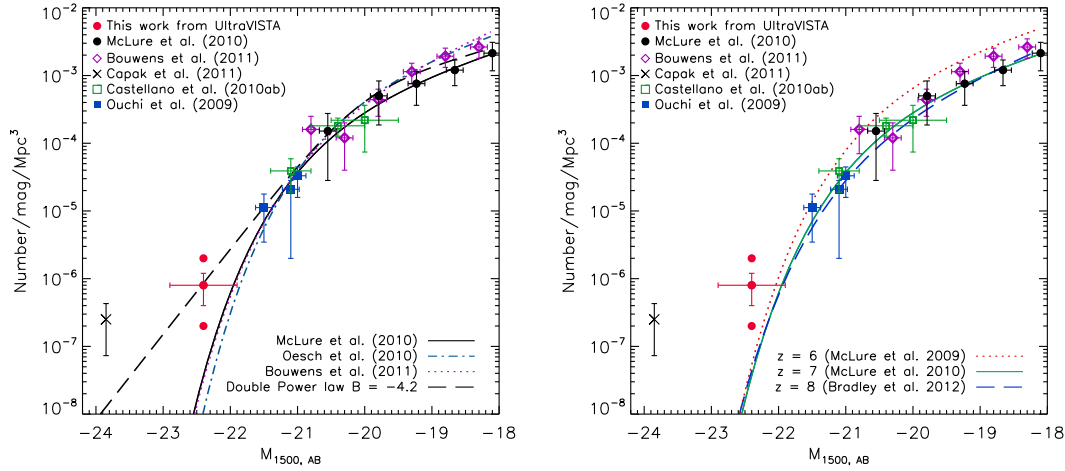 This work from UltraVISTA
McLure et al. (2010)
Bouwens et al. (2011)
Capak et al. (2011)
Castellano et al. (2010ab)
Ouchi et al. (2009)
10⁻²
10⁻³
10⁻⁴
10⁻⁵
10⁻⁶
10⁻⁷
10⁻⁸
Number/mag/Mpc³
McLure et al. (2010)
Oesch et al. (2010)
Bouwens et al. (2011)
Double Power law B = −4.2
−24 −23 −22 −21 −20 −19 −18
M1500, AB
This work from UltraVISTA
McLure et al. (2010)
Bouwens et al. (2011)
Capak et al. (2011)
Castellano et al. (2010ab)
Ouchi et al. (2009)
10⁻²
10⁻³
10⁻⁴
10⁻⁵
10⁻⁶
10⁻⁷
10⁻⁸
Number/mag/Mpc³
z = 6 (McLure et al. 2009)
z = 7 (McLure et al. 2010)
z = 8 (Bradley et al. 2012)
−24 −23 −22 −21 −20 −19 −18
M1500, AB